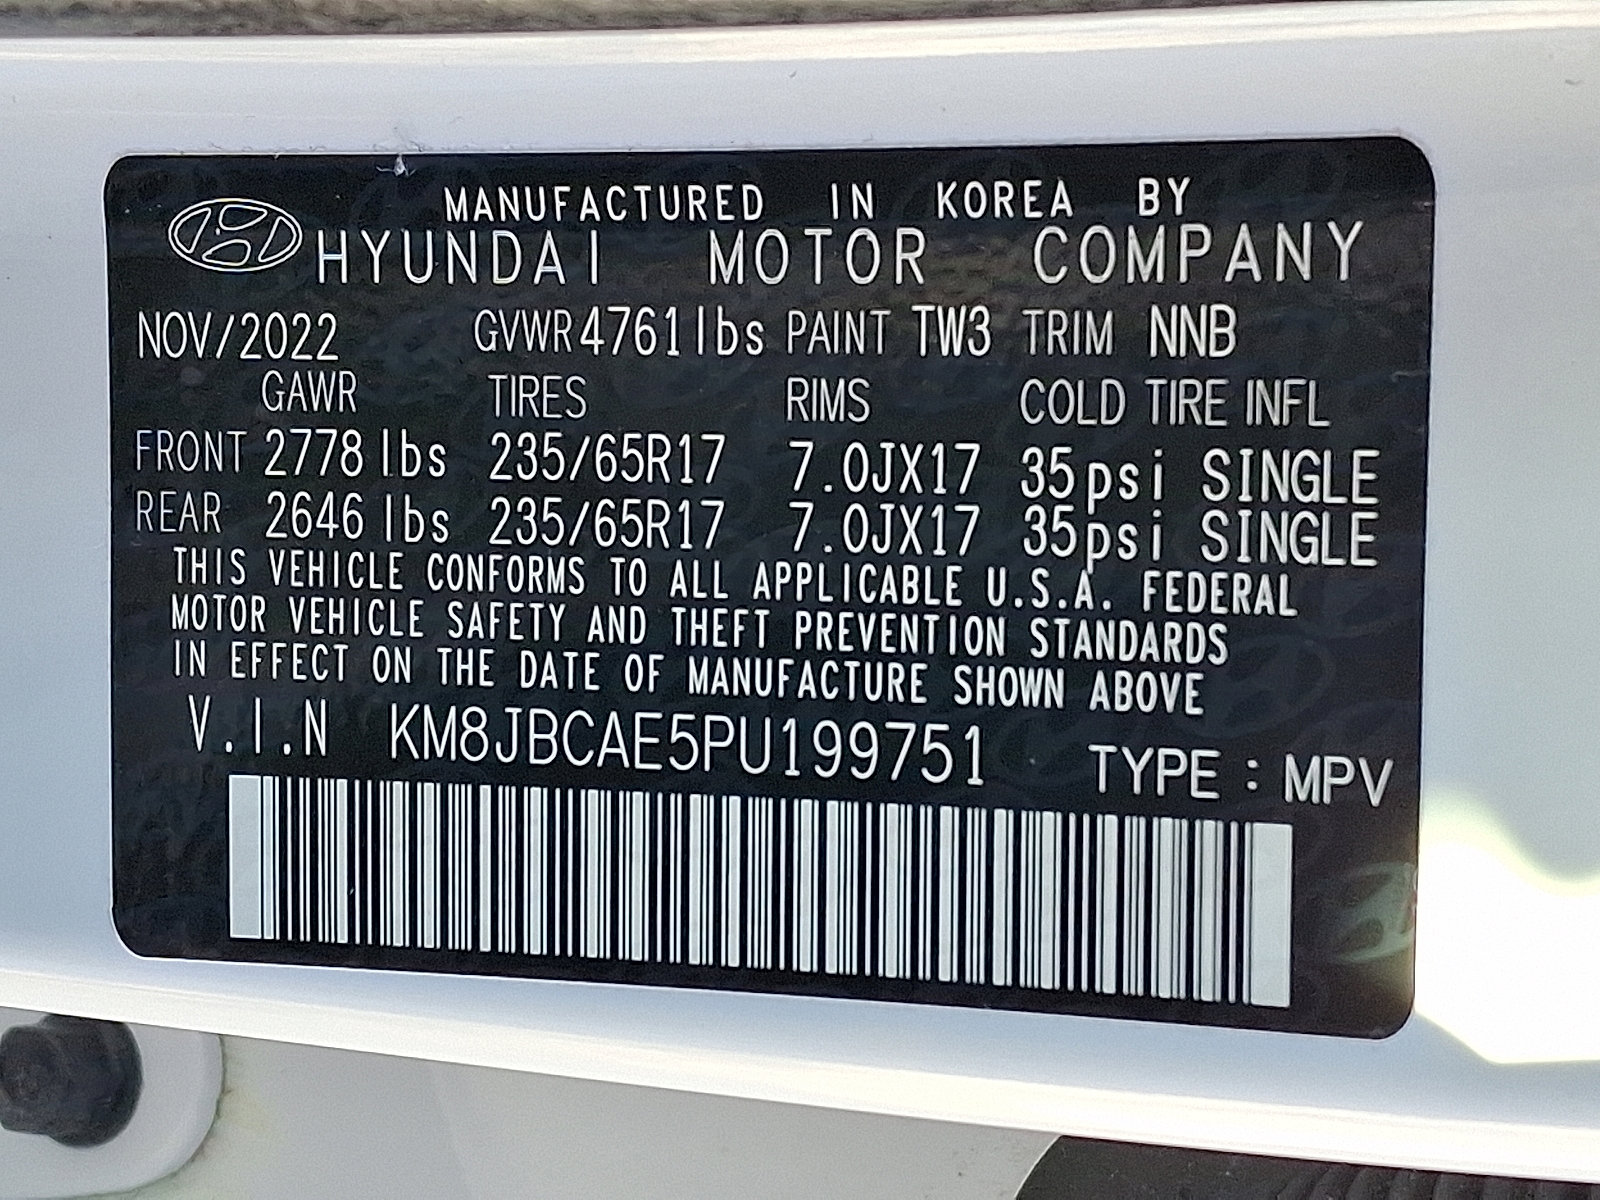 MANUFACTURED IN KOREA BY
HYUNDAI MOTOR COMPANY
NOV/2022 GVWR 4761 lbs PAINT TW3 TRIM NNB
GAWR TIRES RIMS COLD TIRE INFL
FRONT 2778 lbs 235/65R17 7.0JX17 35psi SINGLE
REAR 2646 lbs 235/65R17 7.0JX17 35psi SINGLE
THIS VEHICLE CONFORMS TO ALL APPLICABLE U.S.A. FEDERAL
MOTOR VEHICLE SAFETY AND THEFT PREVENTION STANDARDS
IN EFFECT ON THE DATE OF MANUFACTURE SHOWN ABOVE
V.I.N KM8JBCAE5PU199751 TYPE : MPV